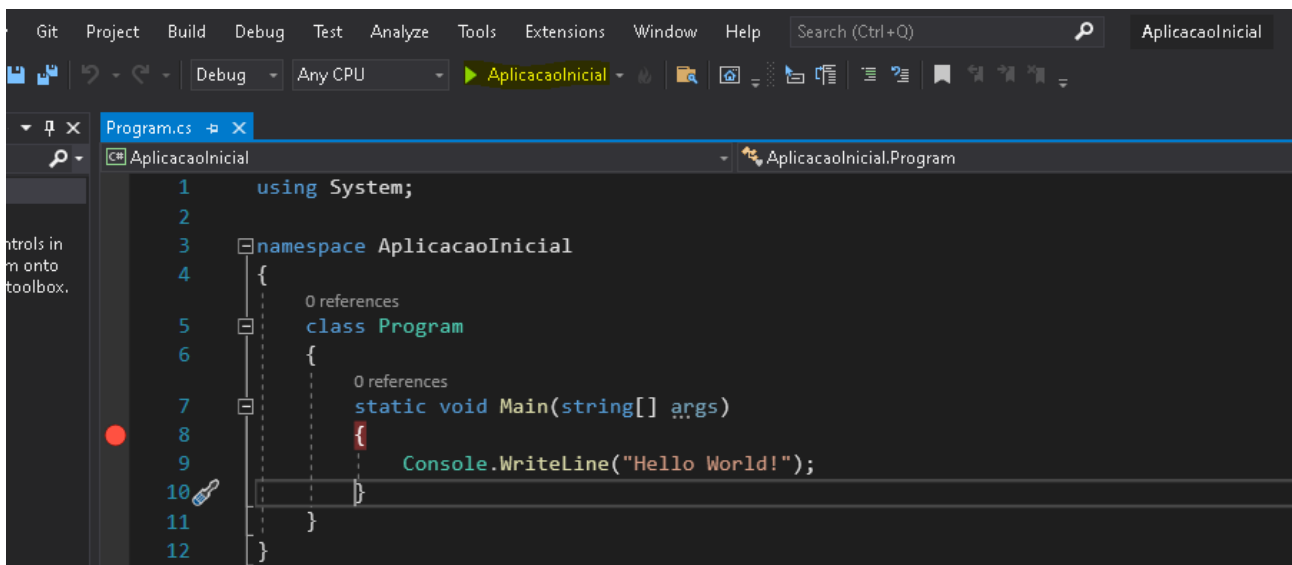 Git Project Build Debug Test Analyze Tools Extensions Window Help Search (Ctrl+Q) AplicacaoInicial
Debug Any CPU AplicacaoInicial
Program.cs
C# AplicacaoInicial AplicacaoInicial.Program
1 using System;
2
ntrols in
3 namespace AplicacaoInicial
m onto
4 {
toolbox.
0 references
5 class Program
6 {
0 references
7 static void Main(string[] args)
8 {
9 Console.WriteLine("Hello World!");
10 }
11 }
12 }